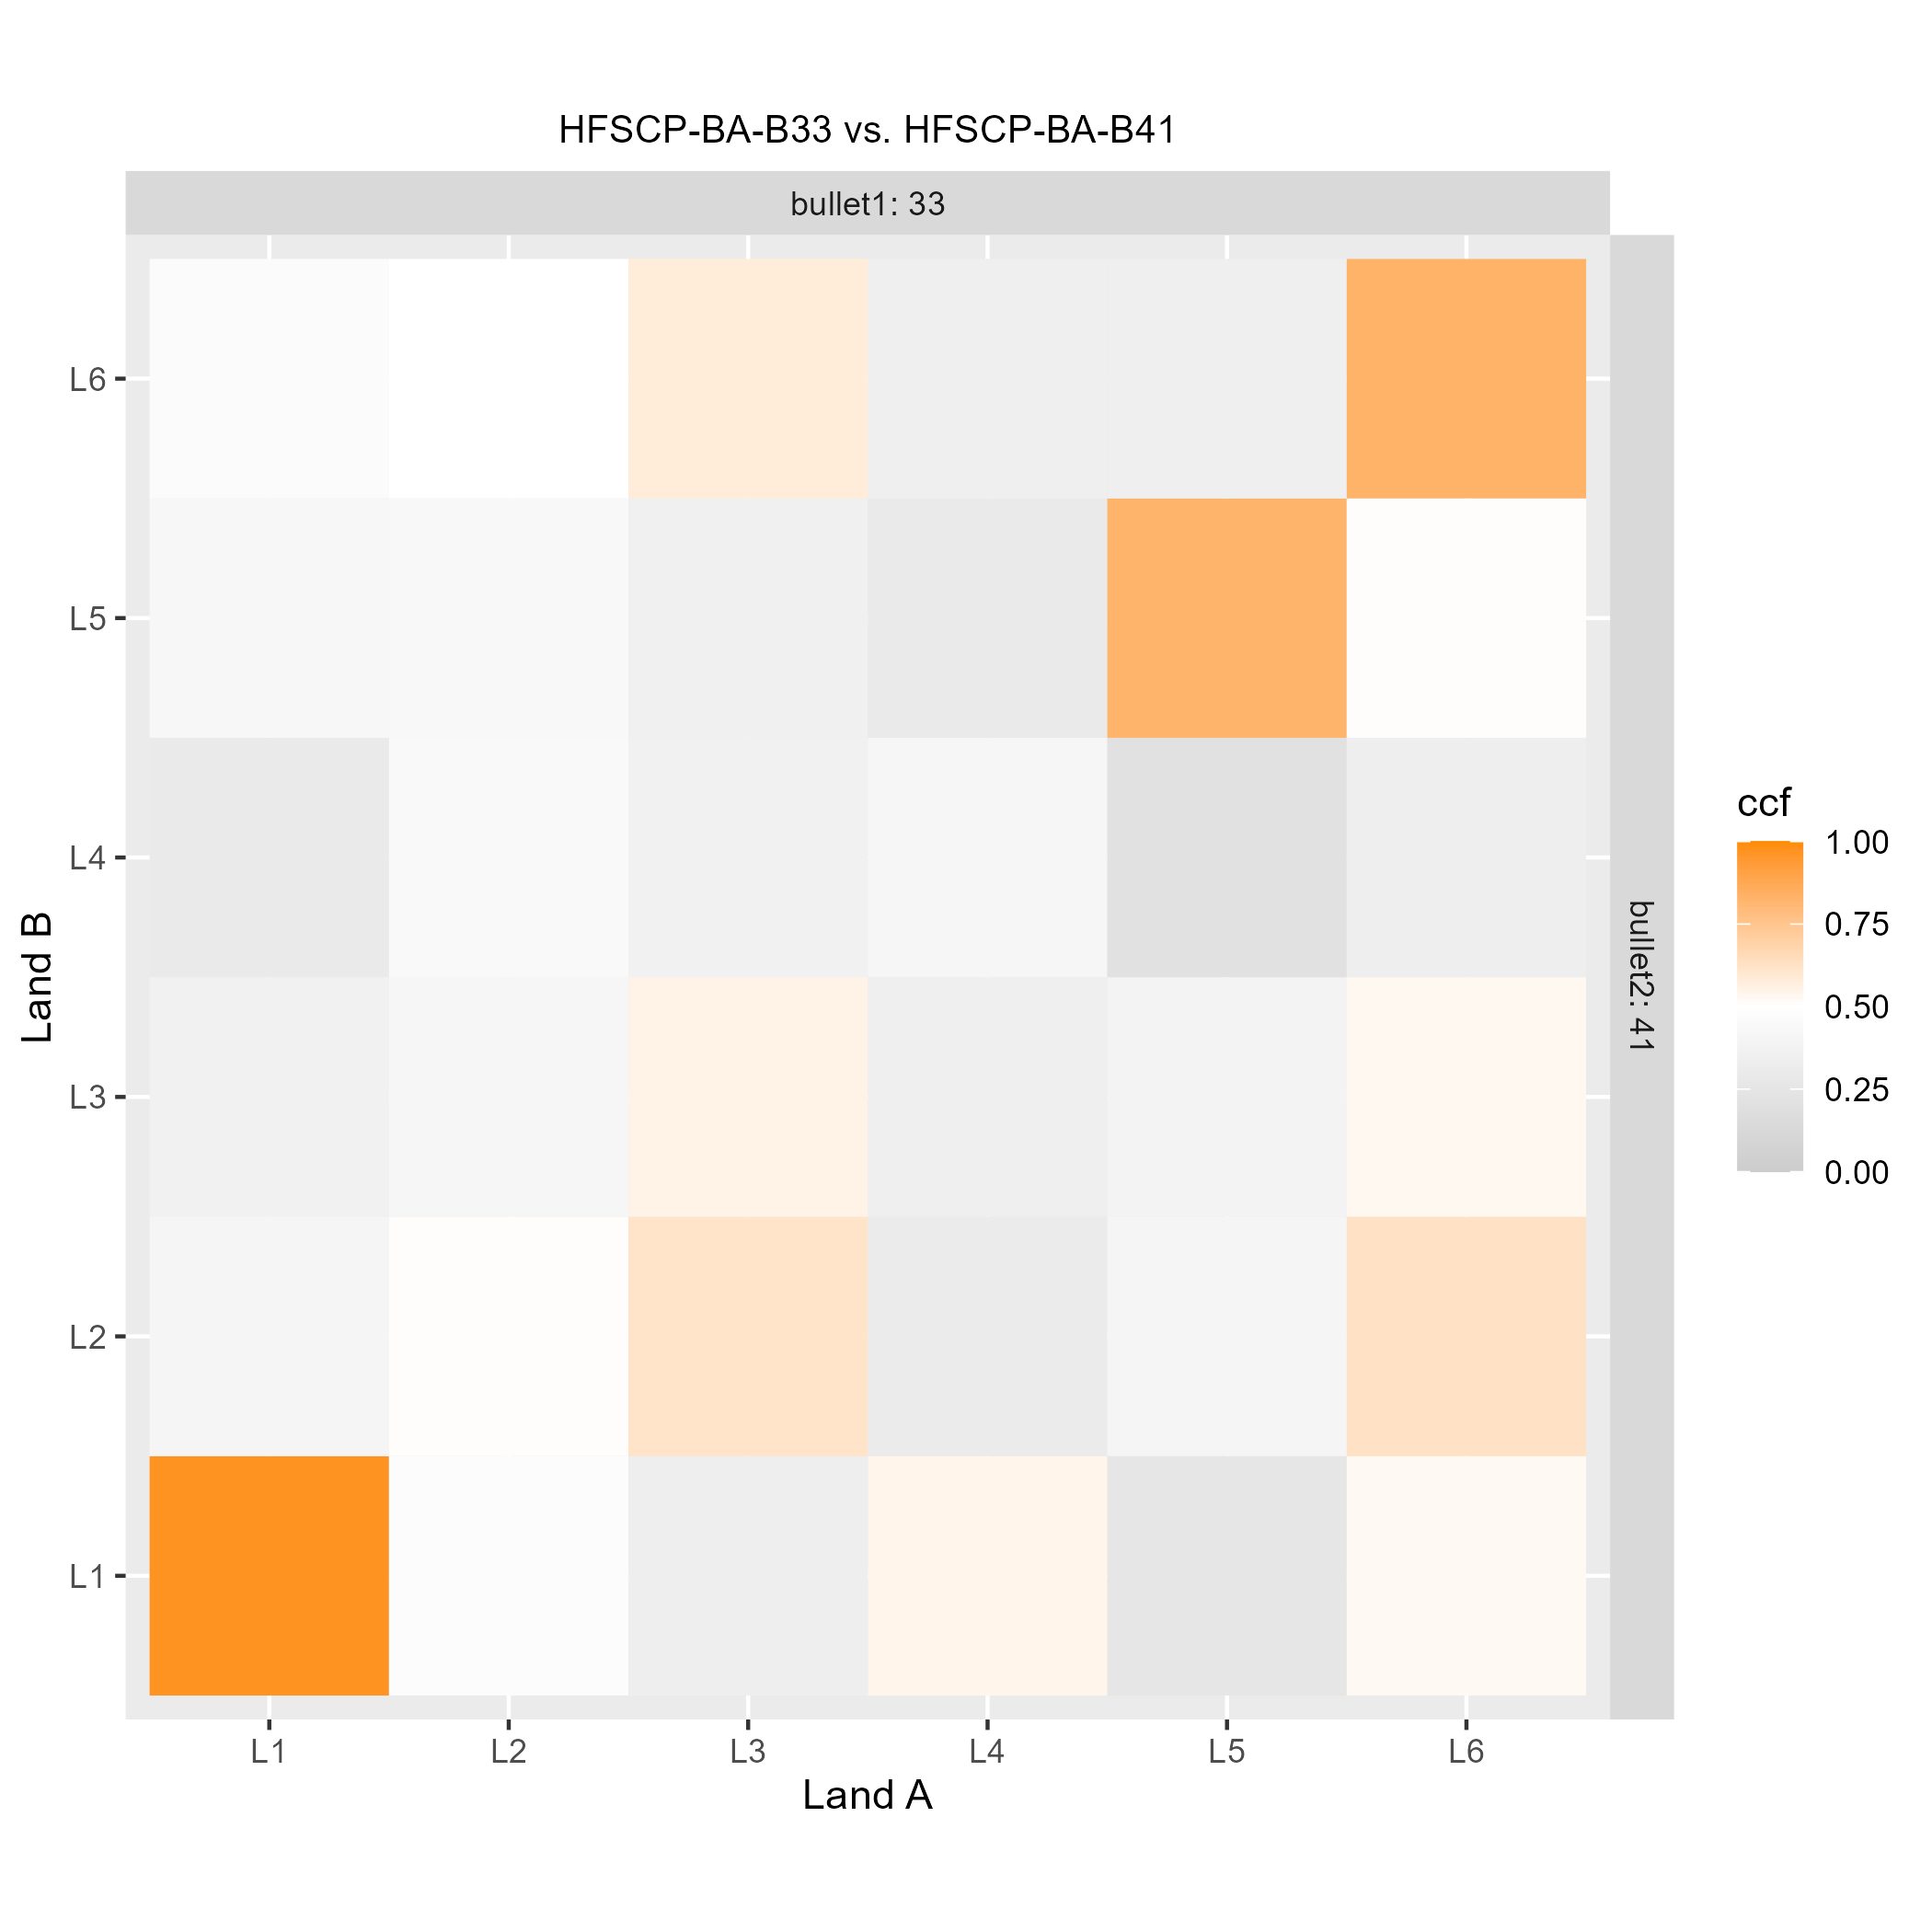 HFSCP-BA-B33 vs. HFSCP-BA-B41
bullet1: 33
L6
L5
L4
L3
L2
L1
Land B
bullet2: 41
L1 L2 L3 L4 L5 L6
Land A
ccf
1.00
0.75
0.50
0.25
0.00